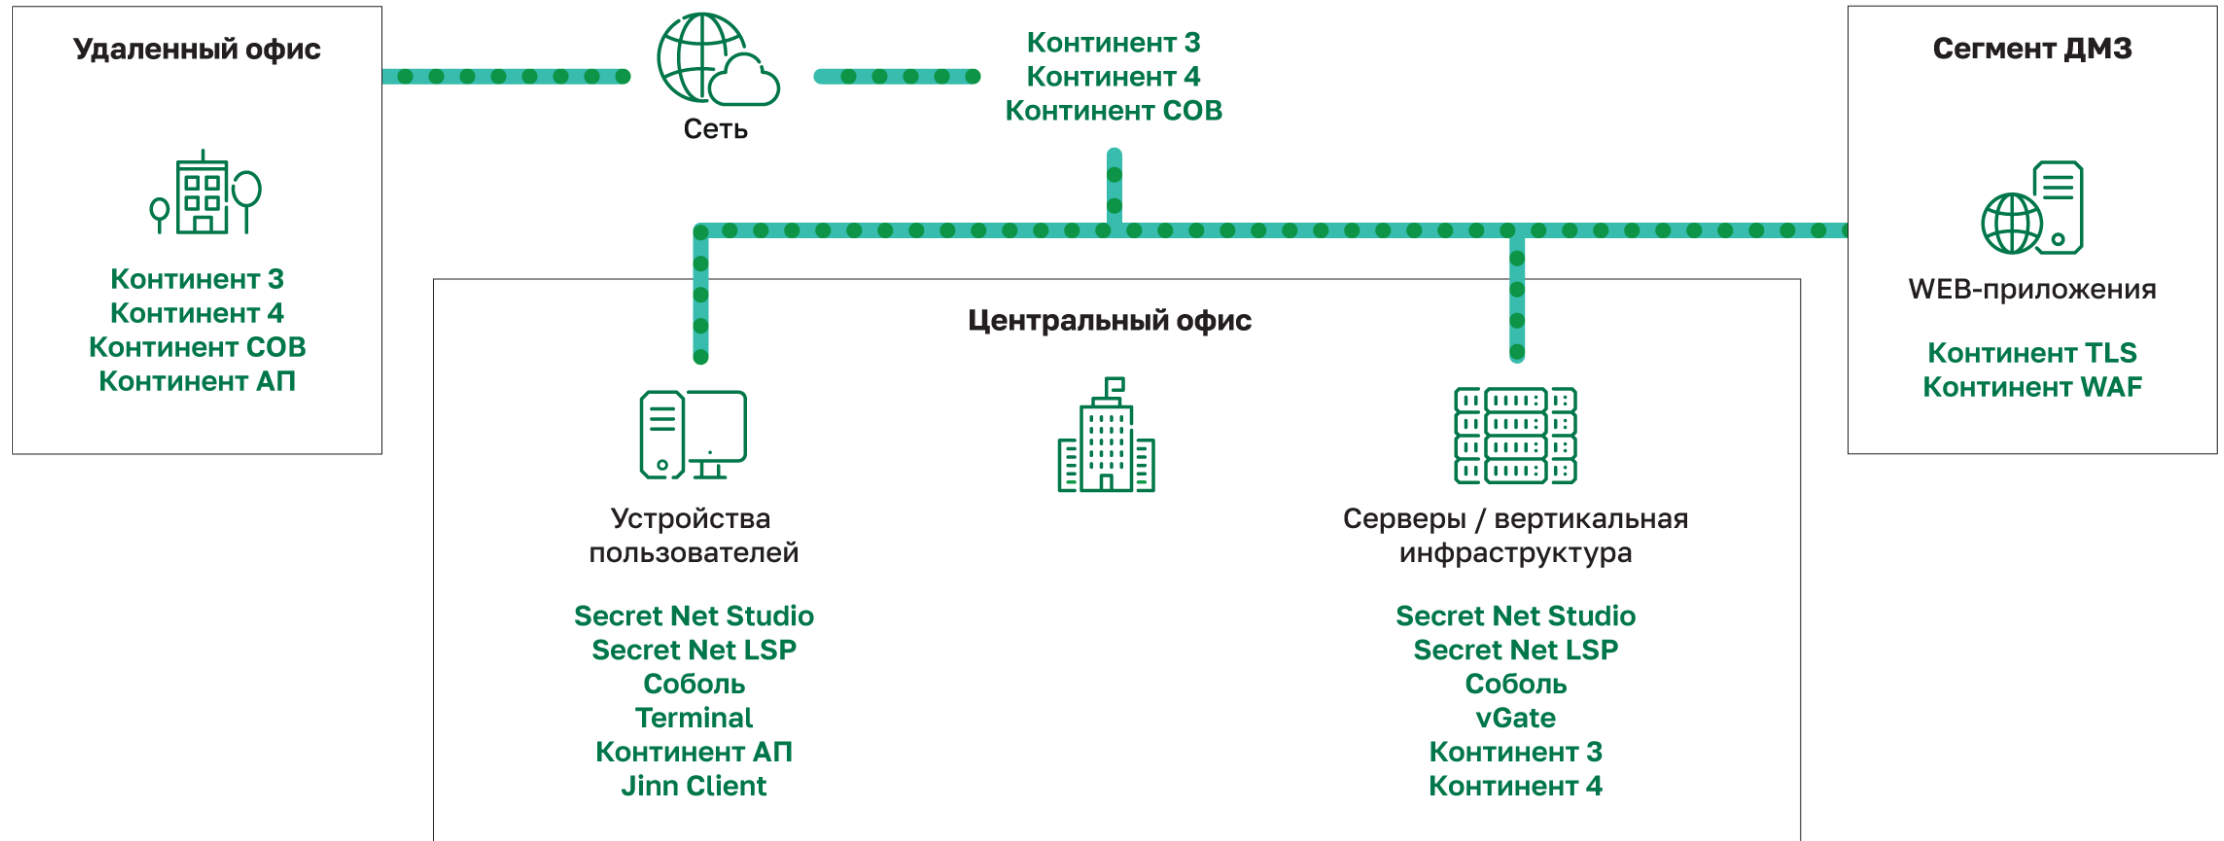 Удаленный офис
Континент 3
Континент 4
Континент СОВ
Континент АП
Сеть
Континент 3
Континент 4
Континент СОВ
Сегмент ДМЗ
WEB-приложения
Континент TLS
Континент WAF
Центральный офис
Устройства
пользователей
Secret Net Studio
Secret Net LSP
Соболь
Terminal
Континент АП
Jinn Client
Серверы / вертикальная
инфраструктура
Secret Net Studio
Secret Net LSP
Соболь
vGate
Континент 3
Континент 4